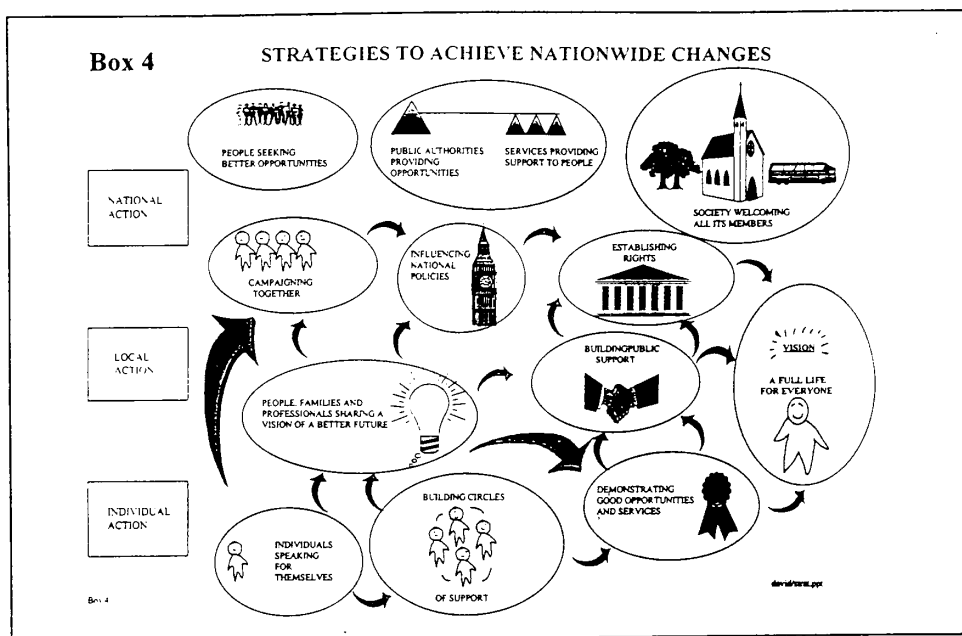 Box 4
STRATEGIES TO ACHIEVE NATIONWIDE CHANGES
PEOPLE SEEKING
BETTER OPPORTUNITIES
PUBLIC AUTHORITIES
PROVIDING
OPPORTUNITIES
SERVICES PROVIDING
SUPPORT TO PEOPLE
SOCIETY WELCOMING
ALL ITS MEMBERS
NATIONAL
ACTION
CAMPAIGNING
TOGETHER
INFLUENCING
NATIONAL
POLICIES
ESTABLISHING
RIGHTS
LOCAL
ACTION
PEOPLE, FAMILIES AND
PROFESSIONALS SHARING A
VISION OF A BETTER FUTURE
BUILDINGPUBLIC
SUPPORT
VISION
A FULL LIFE
FOR EVERYONE
INDIVIDUAL
ACTION
INDIVIDUALS
SPEAKING
FOR
THEMSELVES
BUILDING CIRCLES
OF SUPPORT
DEMONSTRATING
GOOD OPPORTUNITIES
AND SERVICES
Box 4